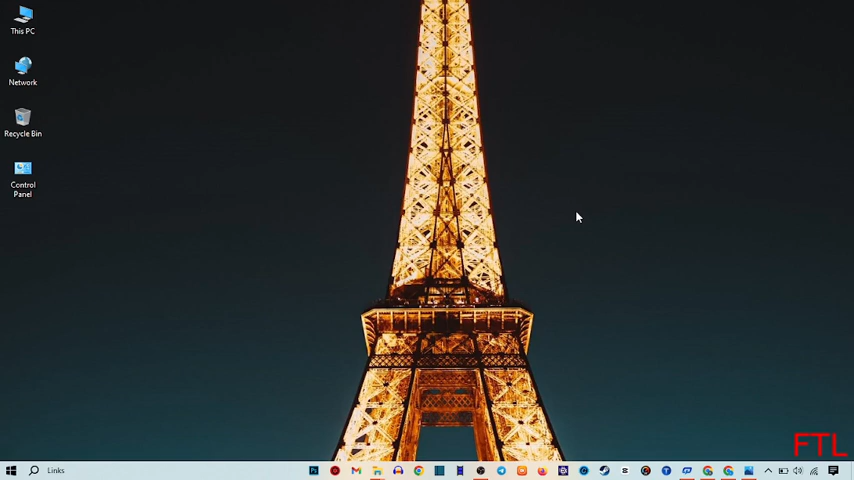 This PC
Network
Recycle Bin
Control
Panel
FTL
Links